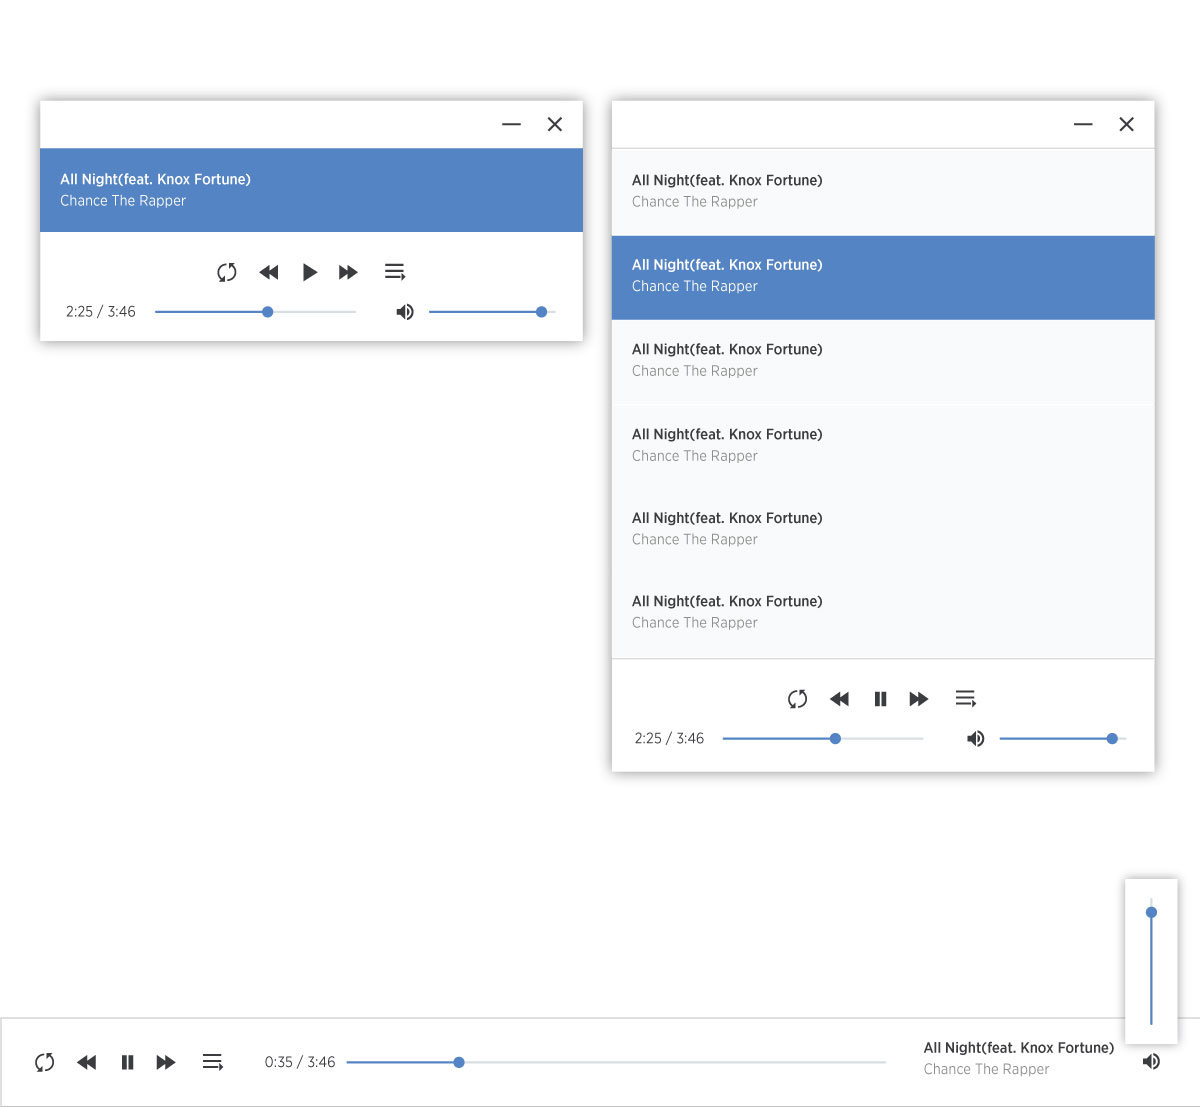 All Night(feat. Knox Fortune)
Chance The Rapper
2:25 / 3:46
All Night(feat. Knox Fortune)
Chance The Rapper
All Night(feat. Knox Fortune)
Chance The Rapper
All Night(feat. Knox Fortune)
Chance The Rapper
All Night(feat. Knox Fortune)
Chance The Rapper
All Night(feat. Knox Fortune)
Chance The Rapper
All Night(feat. Knox Fortune)
Chance The Rapper
2:25 / 3:46
0:35 / 3:46
All Night(feat. Knox Fortune)
Chance The Rapper